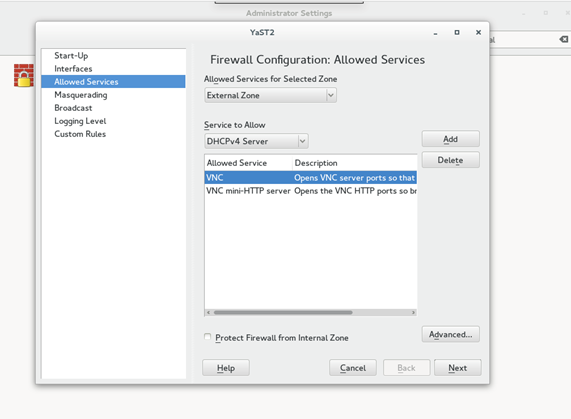 Administrator Settings
al
YaST2
Start-Up
Interfaces
Allowed Services
Masquerading
Broadcast
Logging Level
Custom Rules
Firewall Configuration: Allowed Services
Allowed Services for Selected Zone
External Zone
Service to Allow
DHCPv4 Server
Add
Delete
Allowed Service Description
VNC Opens VNC server ports so that
VNC mini-HTTP server Opens the VNC HTTP ports so br
Protect Firewall from Internal Zone
Advanced...
Help
Cancel
Back
Next